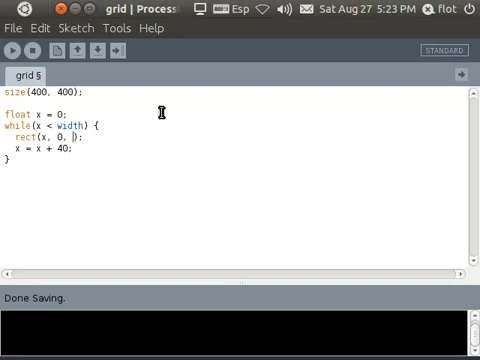 grid | Process
Esp
Sat Aug 27 5:23 PM
flot
File Edit Sketch Tools Help
STANDARD
grid §
size(400, 400);
float x = 0;
while(x < width) {
rect(x, 0, );
x = x + 40;
}
Done Saving.